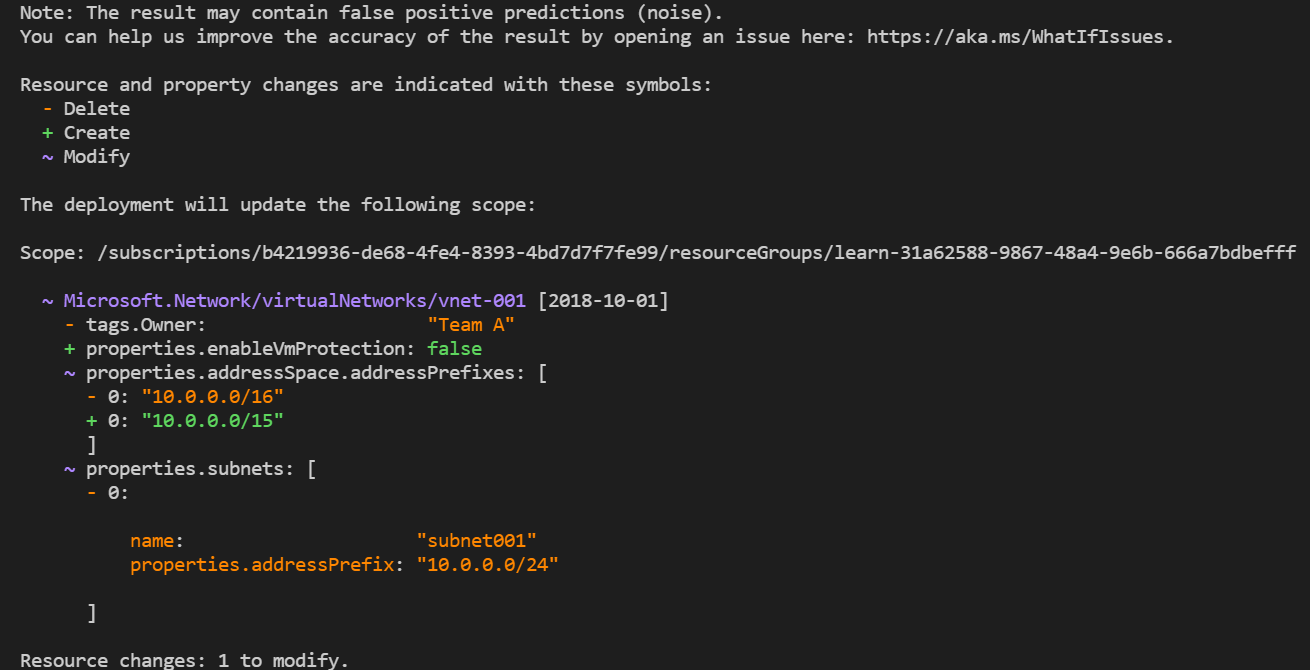 Note: The result may contain false positive predictions (noise).
You can help us improve the accuracy of the result by opening an issue here: https://aka.ms/WhatIfIssues.
Resource and property changes are indicated with these symbols:
- Delete
+ Create
~ Modify
The deployment will update the following scope:
Scope: /subscriptions/b4219936-de68-4fe4-8393-4bd7d7f7fe99/resourceGroups/learn-31a62588-9867-48a4-9e6b-666a7bdbefff
~ Microsoft.Network/virtualNetworks/vnet-001 [2018-10-01]
- tags.Owner: "Team A"
+ properties.enableVmProtection: false
~ properties.addressSpace.addressPrefixes: [
- 0: "10.0.0.0/16"
+ 0: "10.0.0.0/15"
]
~ properties.subnets: [
- 0:
name: "subnet001"
properties.addressPrefix: "10.0.0.0/24"
]
Resource changes: 1 to modify.